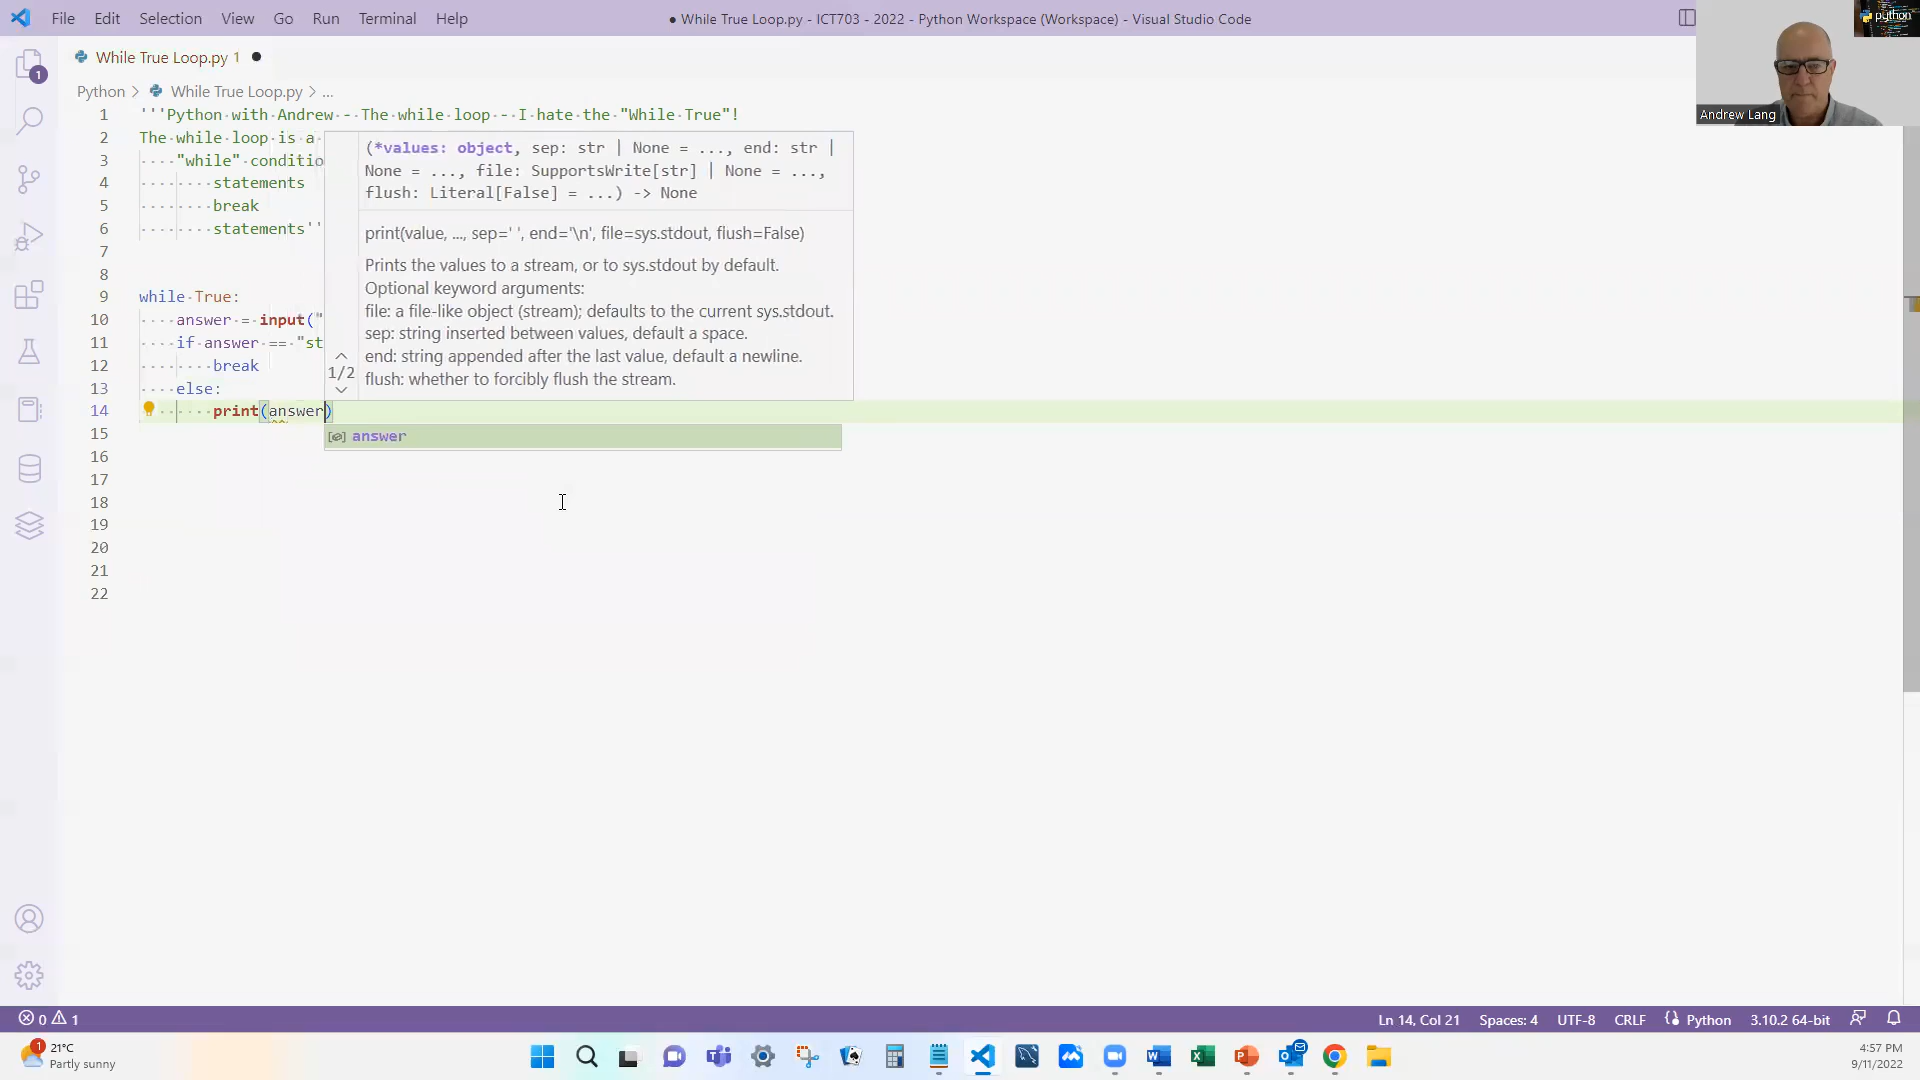 File Edit Selection View Go Run Terminal Help
● While True Loop.py - ICT703 - 2022 - Python Workspace (Workspace) - Visual Studio Code
python
Andrew Lang
1
While True Loop.py 1 ●
Python > While True Loop.py > ...
1 '''Python with Andrew -- The while loop -- I hate the "While True"!
2 The while loop is a
3 "while" conditio
4 statements
5 break
6 statements''
7
8
9 while True:
10 answer = input("
11 if answer == "st
12 break
13 else:
14 print(answer)
15
16
17
18
19
20
21
22
(*values: object, sep: str | None = ..., end: str |
None = ..., file: SupportsWrite[str] | None = ...,
flush: Literal[False] = ...) -> None
print(value, ..., sep=' ', end='\n', file=sys.stdout, flush=False)
Prints the values to a stream, or to sys.stdout by default.
Optional keyword arguments:
file: a file-like object (stream); defaults to the current sys.stdout.
sep: string inserted between values, default a space.
end: string appended after the last value, default a newline.
flush: whether to forcibly flush the stream.
1/2
answer
0 1
Ln 14, Col 21 Spaces: 4 UTF-8 CRLF Python 3.10.2 64-bit
1
21°C
Partly sunny
4:57 PM
9/11/2022